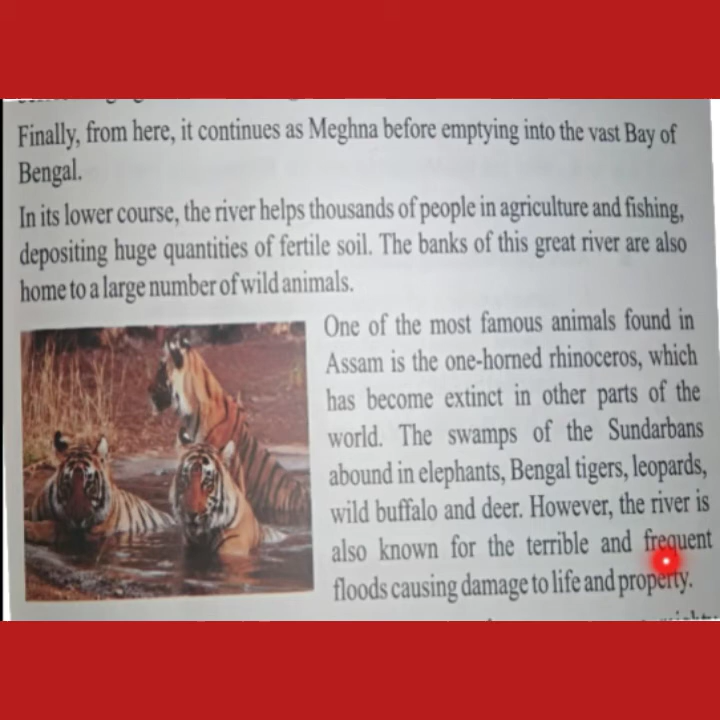 Finally, from here, it continues as Meghna before emptying into the vast Bay of
Bengal.
In its lower course, the river helps thousands of people in agriculture and fishing,
depositing huge quantities of fertile soil. The banks of this great river are also
home to a large number of wild animals.
One of the most famous animals found in
Assam is the one-horned rhinoceros, which
has become extinct in other parts of the
world. The swamps of the Sundarbans
abound in elephants, Bengal tigers, leopards,
wild buffalo and deer. However, the river is
also known for the terrible and frequent
floods causing damage to life and property.